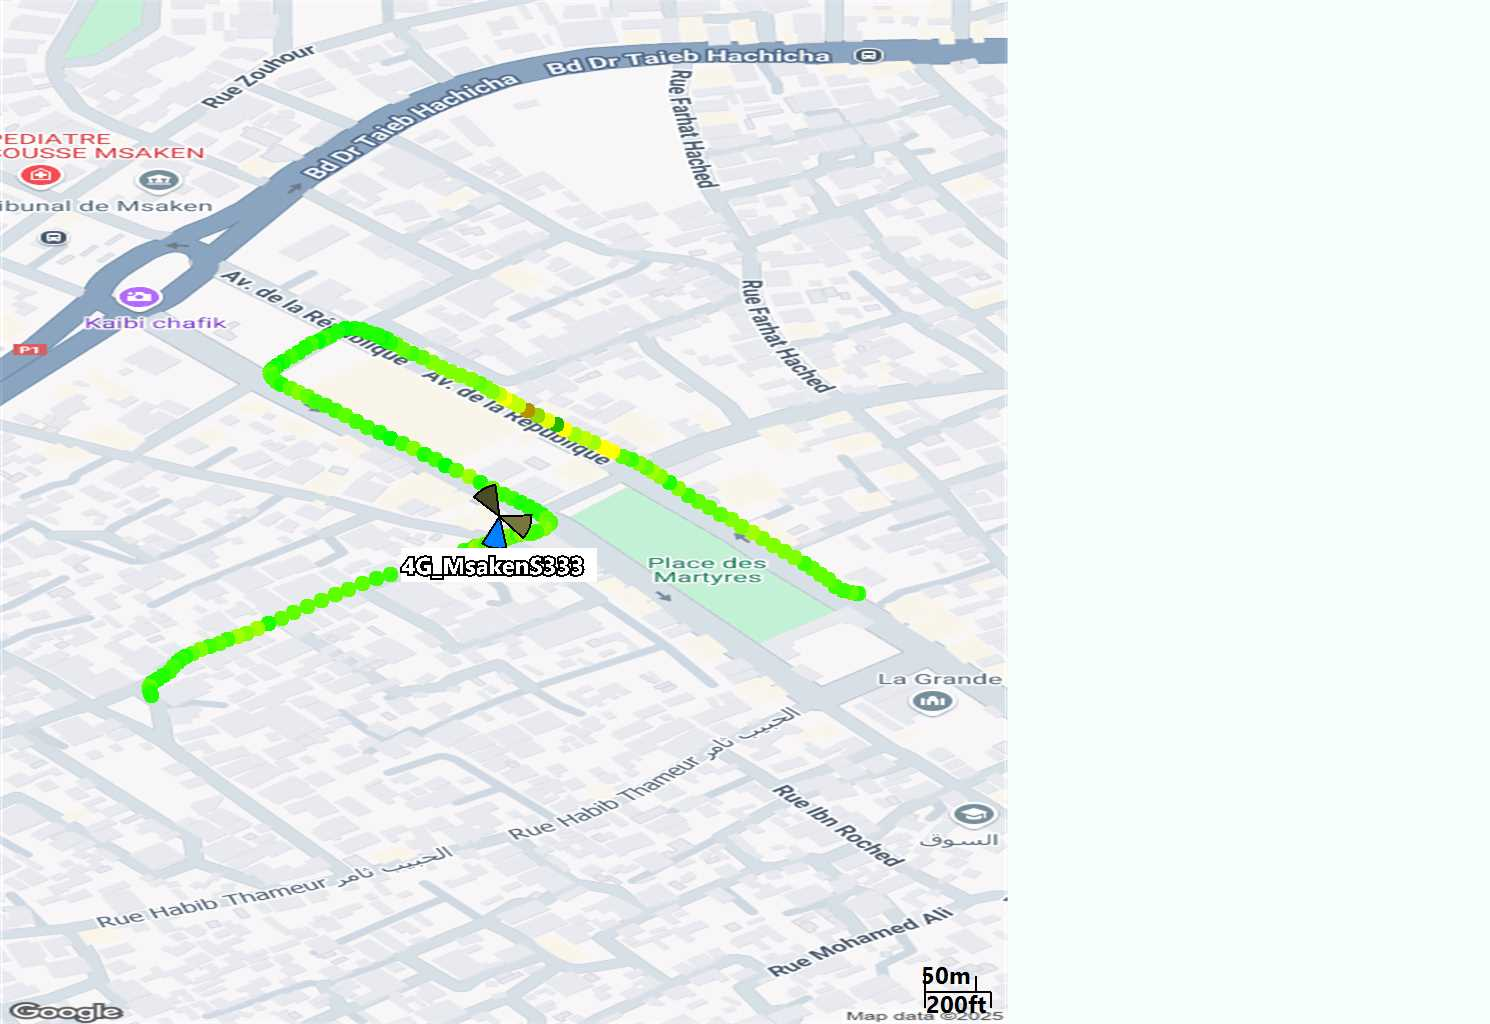 Rue Zouhour
Bd Dr Taieb Hachicha
Bd Dr Taieb Hachicha
Rue Farhat Hached
PEDIATRE
SOUSSE MSAKEN
ibunal de Msaken
Av. de la République
Kaibi chafik
P1
Rue Farhat Hached
Av. de la République
4G_MsakenS333
Place des
Martyres
La Grande
Rue Habib Thameur الحبيب ثامر
Rue Ibn Roched
السوق
Rue Habib Thameur الحبيب ثامر
Rue Mohamed Ali
50m
200ft
Google
Map data ©2025